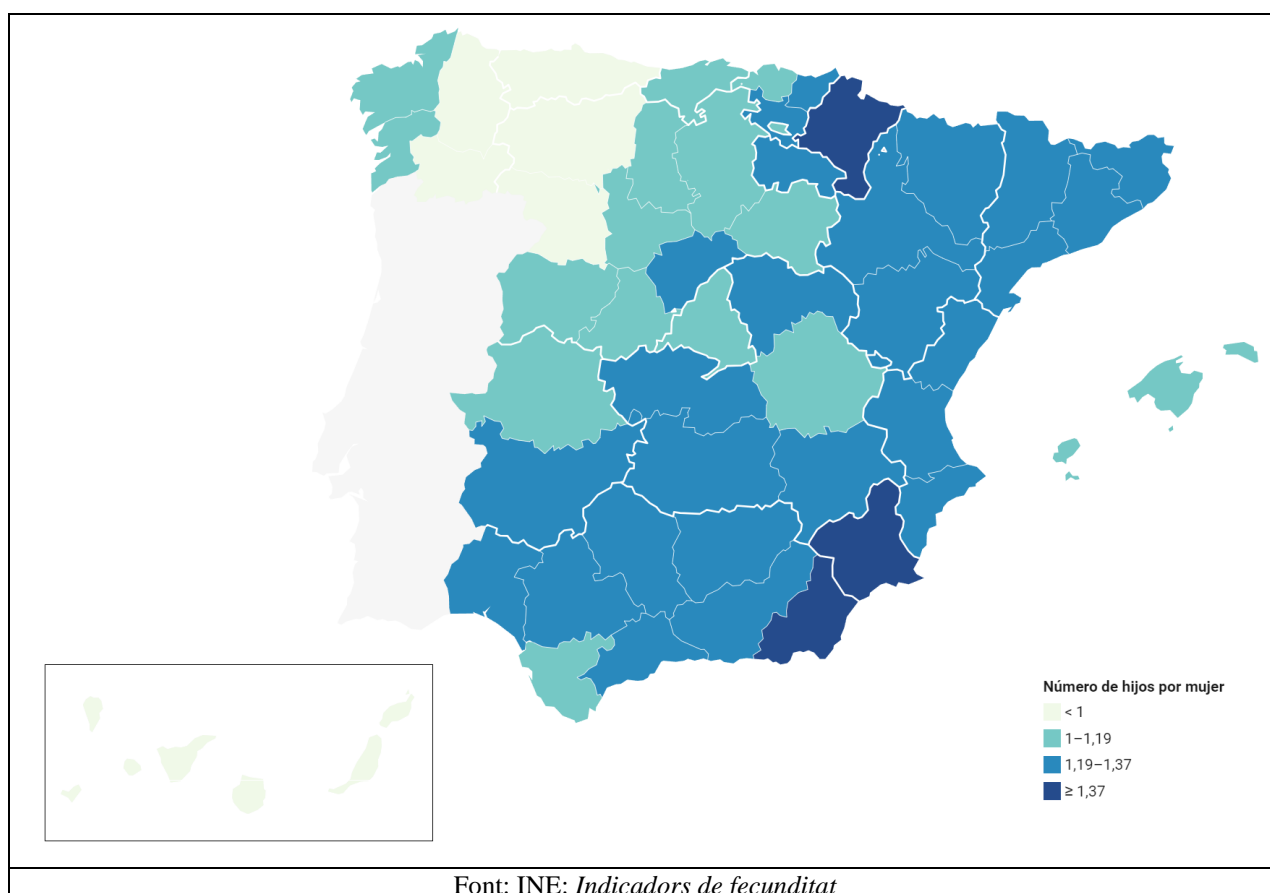 Número de hijos por mujer
< 1
1–1,19
1,19–1,37
≥ 1,37
Font: INE: Indicadors de fecunditat